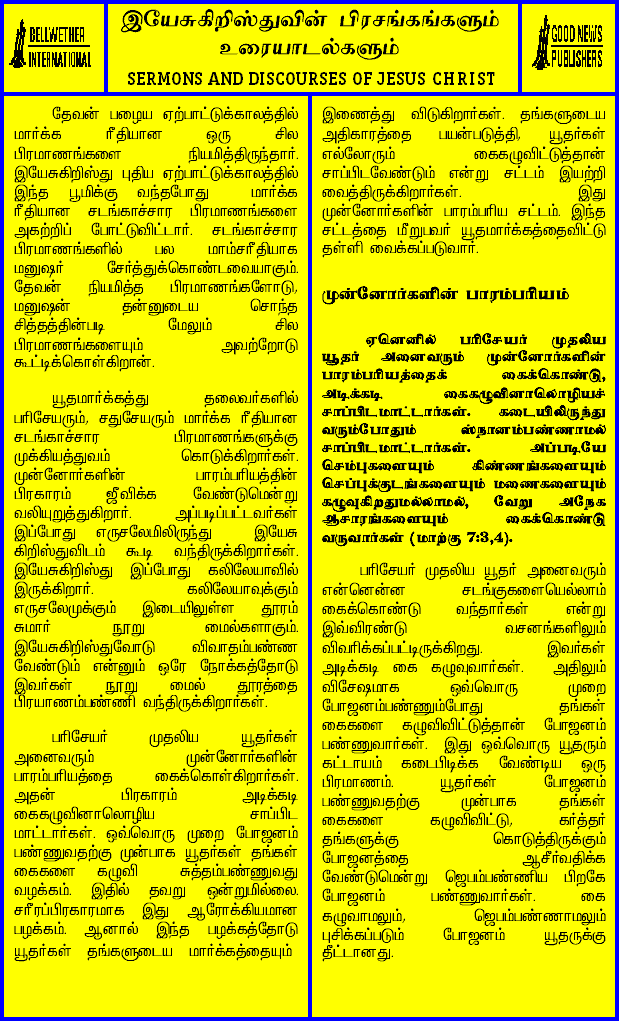 BELLWETHER
INTERNATIONAL
இயேசுகிறிஸ்துவின் பிரசங்கங்களும்
உரையாடல்களும்
SERMONS AND DISCOURSES OF JESUS CHRIST
GOOD NEWS
PUBLISHERS
தேவன் பழைய ஏற்பாட்டுக்காலத்தில்
மார்க்க ரீதியான ஒரு சில
பிரமாணங்களை நியமித்திருந்தார்.
இயேசுகிறிஸ்து புதிய ஏற்பாட்டுக்காலத்தில்
இந்த பூமிக்கு வந்தபோது மார்க்க
ரீதியான சடங்காச்சார பிரமாணங்களை
அகற்றிப் போட்டுவிட்டார். சடங்காச்சார
பிரமாணங்களில் பல மாம்சரீதியாக
மனுஷர் சேர்த்துக்கொண்டவையாகும்.
தேவன் நியமித்த பிரமாணங்களோடு,
மனுஷன் தன்னுடைய சொந்த
சித்தத்தின்படி மேலும் சில
பிரமாணங்களையும் அவற்றோடு
கூட்டிக்கொள்கிறான்.
யூதமார்க்கத்து தலைவர்களில்
பரிசேயரும், சதுசேயரும் மார்க்க ரீதியான
சடங்காச்சார பிரமாணங்களுக்கு
முக்கியத்துவம் கொடுக்கிறார்கள்.
முன்னோர்களின் பாரம்பரியத்தின்
பிரகாரம் ஜீவிக்க வேண்டுமென்று
வலியுறுத்துகிறார். அப்படிப்பட்டவர்கள்
இப்போது எருசலேமிலிருந்து இயேசு
கிறிஸ்துவிடம் கூடி வந்திருக்கிறார்கள்.
இயேசுகிறிஸ்து இப்போது கலிலேயாவில்
இருக்கிறார். கலிலேயாவுக்கும்
எருசலேமுக்கும் இடையிலுள்ள தூரம்
சுமார் நூறு மைல்களாகும்.
இயேசுகிறிஸ்துவோடு விவாதம்பண்ண
வேண்டும் என்னும் ஒரே நோக்கத்தோடு
இவர்கள் நூறு மைல் தூரத்தை
பிரயாணம்பண்ணி வந்திருக்கிறார்கள்.
பரிசேயர் முதலிய யூதர்கள்
அனைவரும் முன்னோர்களின்
பாரம்பரியத்தை கைக்கொள்கிறார்கள்.
அதன் பிரகாரம் அடிக்கடி
கைகழுவினாலொழிய சாப்பிட
மாட்டார்கள். ஒவ்வொரு முறை போஜனம்
பண்ணுவதற்கு முன்பாக யூதர்கள் தங்கள்
கைகளை கழுவி சுத்தம்பண்ணுவது
வழக்கம். இதில் தவறு ஒன்றுமில்லை.
சரீரப்பிரகாரமாக இது ஆரோக்கியமான
பழக்கம். ஆனால் இந்த பழக்கத்தோடு
யூதர்கள் தங்களுடைய மார்க்கத்தையும்
இணைத்து விடுகிறார்கள். தங்களுடைய
அதிகாரத்தை பயன்படுத்தி, யூதர்கள்
எல்லோரும் கைகழுவிவிட்டுத்தான்
சாப்பிடவேண்டும் என்று சட்டம் இயற்றி
வைத்திருக்கிறார்கள். இது
முன்னோர்களின் பாரம்பரிய சட்டம். இந்த
சட்டத்தை மீறுபவர் யூதமார்க்கத்தைவிட்டு
தள்ளி வைக்கப்படுவார்.
முன்னோர்களின் பாரம்பரியம்
ஏனெனில் பரிசேயர் முதலிய
யூதர் அனைவரும் முன்னோர்களின்
பாரம்பரியத்தைக் கைக்கொண்டு,
அடிக்கடி கைகழுவினாலொழியச்
சாப்பிடமாட்டார்கள். கடையிலிருந்து
வரும்போதும் ஸ்நானம்பண்ணாமல்
சாப்பிடமாட்டார்கள். அப்படியே
செம்புகளையும் கிண்ணங்களையும்
செப்புக்குடங்களையும் மணைகளையும்
கழுவுகிறதுமல்லாமல், வேறு அநேக
ஆசாரங்களையும் கைக்கொண்டு
வருவார்கள் (மாற்கு 7:3,4).
பரிசேயர் முதலிய யூதர் அனைவரும்
என்னென்ன சடங்குகளையெல்லாம்
கைக்கொண்டு வந்தார்கள் என்று
இவ்விரண்டு வசனங்களிலும்
விவரிக்கப்பட்டிருக்கிறது. இவர்கள்
அடிக்கடி கை கழுவுவார்கள். அதிலும்
விசேஷமாக ஒவ்வொரு முறை
போஜனம்பண்ணும்போது தங்கள்
கைகளை கழுவிவிட்டுத்தான் போஜனம்
பண்ணுவார்கள். இது ஒவ்வொரு யூதரும்
கட்டாயம் கடைபிடிக்க வேண்டிய ஒரு
பிரமாணம். யூதர்கள் போஜனம்
பண்ணுவதற்கு முன்பாக தங்கள்
கைகளை கழுவிவிட்டு, கர்த்தர்
தங்களுக்கு கொடுத்திருக்கும்
போஜனத்தை ஆசீர்வதிக்க
வேண்டுமென்று ஜெபம்பண்ணிய பிறகே
போஜனம் பண்ணுவார்கள். கை
கழுவாமலும், ஜெபம்பண்ணாமலும்
புசிக்கப்படும் போஜனம் யூதருக்கு
தீட்டானது.